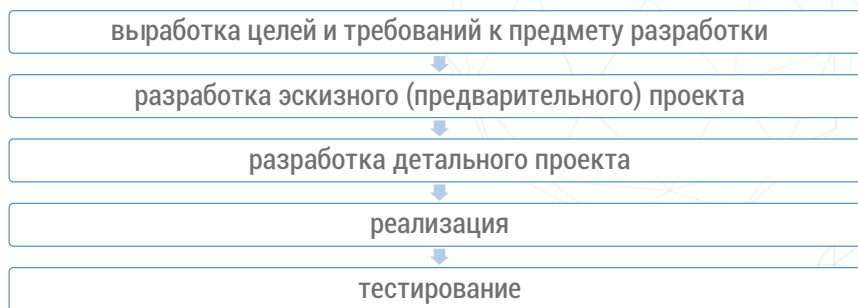 выработка целей и требований к предмету разработки
разработка эскизного (предварительного) проекта
разработка детального проекта
реализация
тестирование